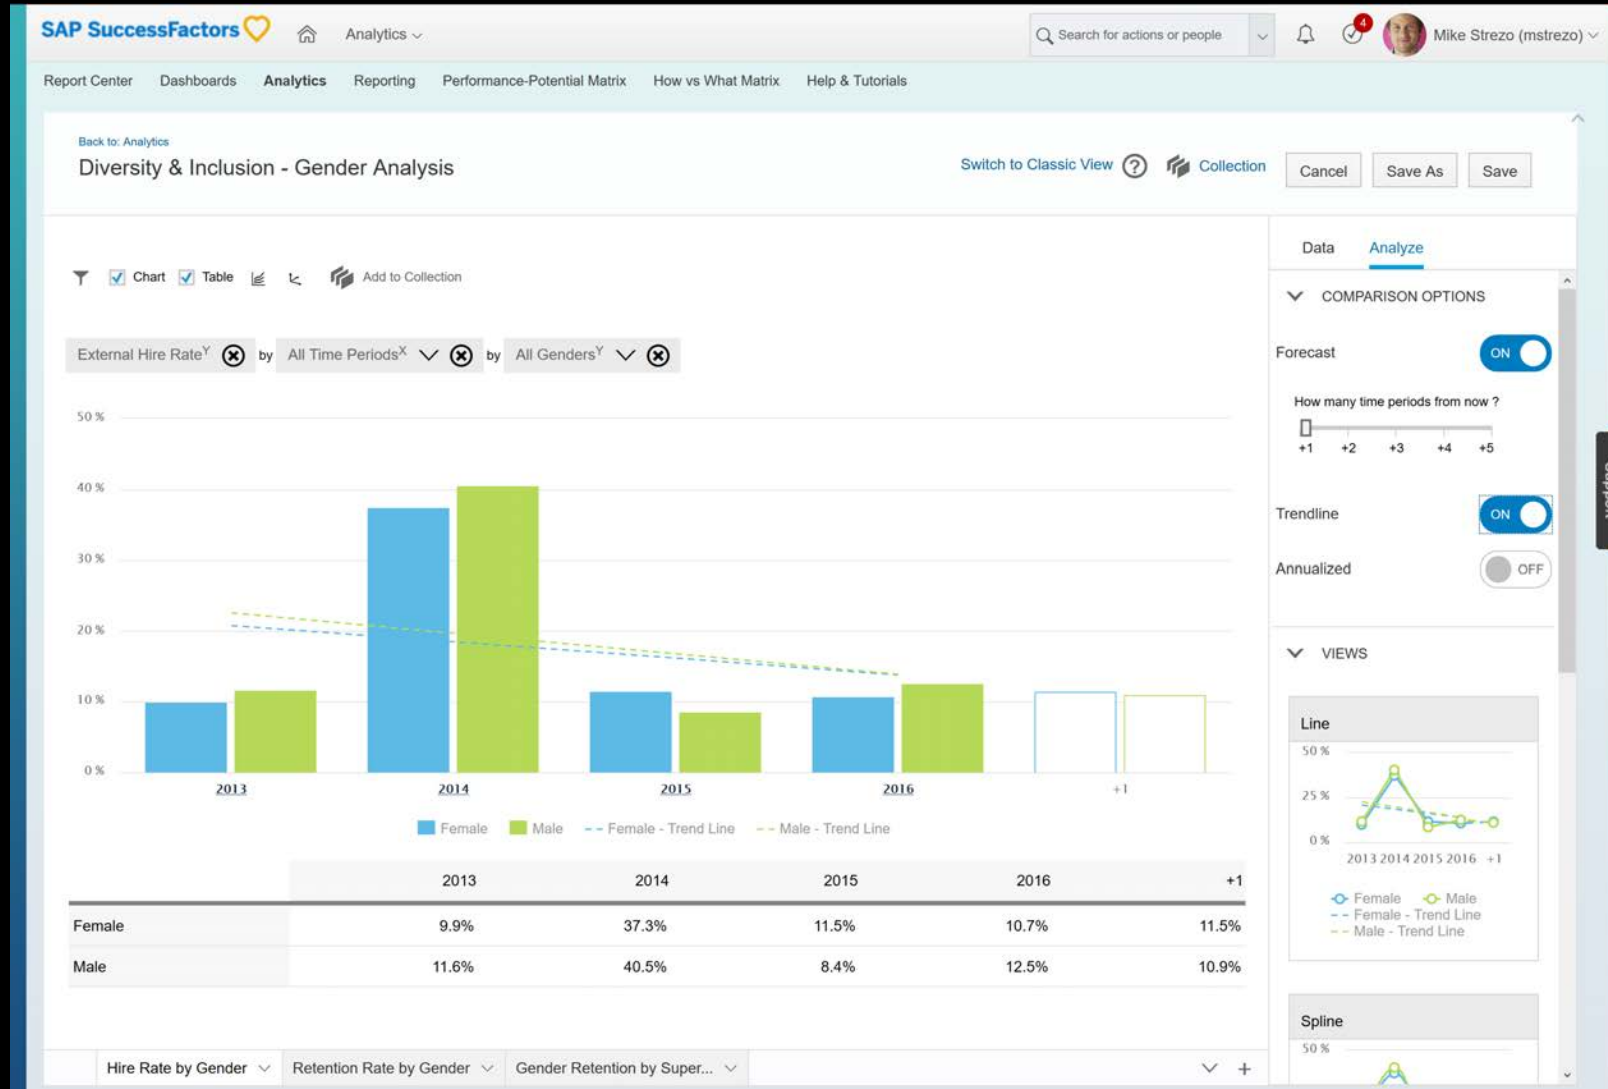 SAP SuccessFactors Analytics Search for actions or people 4 Mike Strezo (mstrezo)
Report Center Dashboards Analytics Reporting Performance-Potential Matrix How vs What Matrix Help & Tutorials
Back to: Analytics
Diversity & Inclusion - Gender Analysis
Switch to Classic View ? Collection Cancel Save As Save
Chart Table Add to Collection
External Hire Rate Y by All Time Periods X by All Genders Y
50 %
40 %
30 %
20 %
10 %
0 %
2013 2014 2015 2016 +1
Female Male Female - Trend Line Male - Trend Line
2013 2014 2015 2016 +1
Female 9.9% 37.3% 11.5% 10.7% 11.5%
Male 11.6% 40.5% 8.4% 12.5% 10.9%
Hire Rate by Gender Retention Rate by Gender Gender Retention by Super... +
Data Analyze
COMPARISON OPTIONS
Forecast ON
How many time periods from now ?
+1 +2 +3 +4 +5
Trendline ON
Annualized OFF
VIEWS
Line
50 %
25 %
0 %
2013 2014 2015 2016 +1
Female Male
Female - Trend Line
Male - Trend Line
Spline
50 %